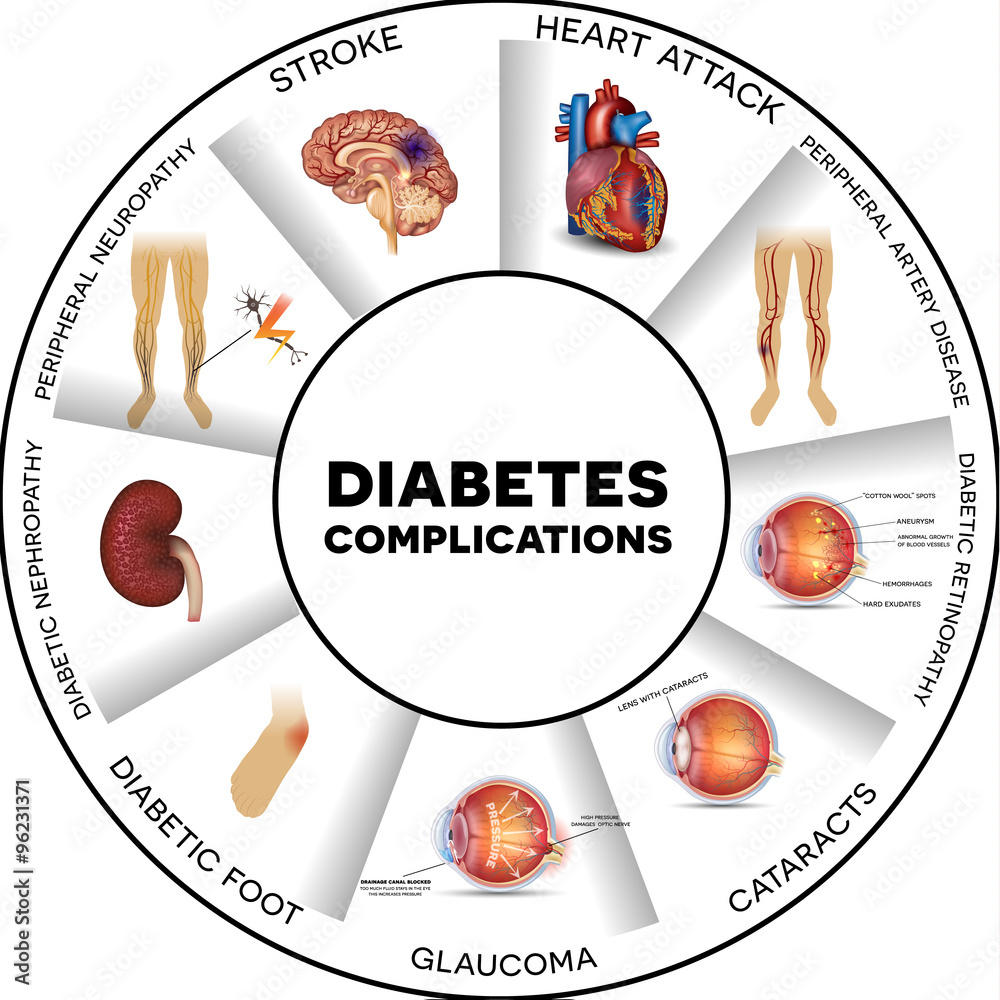 STROKE
HEART ATTACK
PERIPHERAL ARTERY DISEASE
DIABETIC RETINOPATHY
"COTTON WOOL" SPOTS
ANEURYSM
ABNORMAL GROWTH
OF BLOOD VESSELS
HEMORRHAGES
HARD EXUDATES
CATARACTS
LENS WITH CATARACTS
GLAUCOMA
PRESSURE
HIGH PRESSURE
DAMAGES OPTIC NERVE
DRAINAGE CANAL BLOCKED
TOO MUCH FLUID STAYS IN THE EYE
THIS INCREASES PRESSURE
DIABETIC FOOT
DIABETIC NEPHROPATHY
PERIPHERAL NEUROPATHY
DIABETES
COMPLICATIONS
Adobe Stock | #96231371